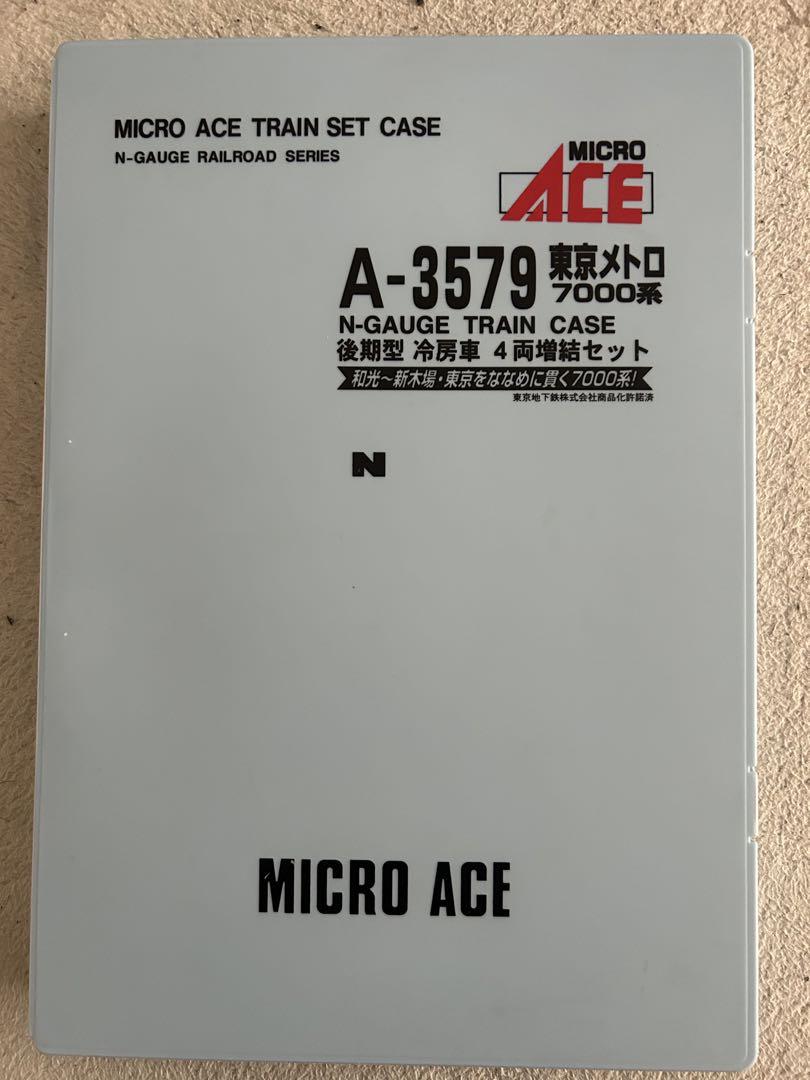 MICRO ACE TRAIN SET CASE
N-GAUGE RAILROAD SERIES
MICRO
ACE
A-3579 東京メトロ
7000系
N-GAUGE TRAIN CASE
後期型 冷房車 4両増結セット
和光～新木場・東京をななめに貫く7000系!
東京地下鉄株式会社商品化許諾済
N
MICRO ACE